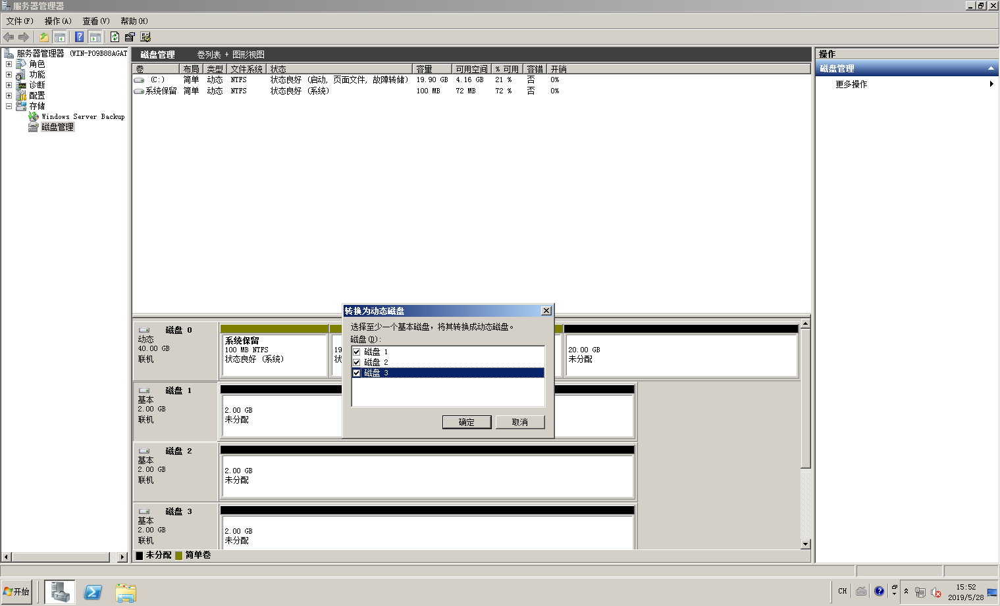 服务器管理器
文件(F) 操作(A) 查看(V) 帮助(H)
服务器管理器 (WIN-P09B88AGAT
角色
功能
诊断
配置
存储
Windows Server Backup
磁盘管理
磁盘管理 卷列表 + 图形视图
卷 布局 类型 文件系统 状态 容量 可用空间 % 可用 容错 开销
(C:) 简单 动态 NTFS 状态良好 (启动, 页面文件, 故障转储) 19.90 GB 4.16 GB 21 % 否 0%
系统保留 简单 动态 NTFS 状态良好 (系统) 100 MB 72 MB 72 % 否 0%
操作
磁盘管理
更多操作
磁盘 0
动态
40.00 GB
联机
系统保留
100 MB NTFS
状态良好 (系统)
19
状
20.00 GB
未分配
转换为动态磁盘
选择至少一个基本磁盘，将其转换成动态磁盘。
磁盘(D):
磁盘 1
磁盘 2
磁盘 3
确定 取消
磁盘 1
基本
2.00 GB
联机
2.00 GB
未分配
磁盘 2
基本
2.00 GB
联机
2.00 GB
未分配
磁盘 3
基本
2.00 GB
联机
2.00 GB
未分配
未分配 简单卷
开始
CH
15:52
2019/5/28